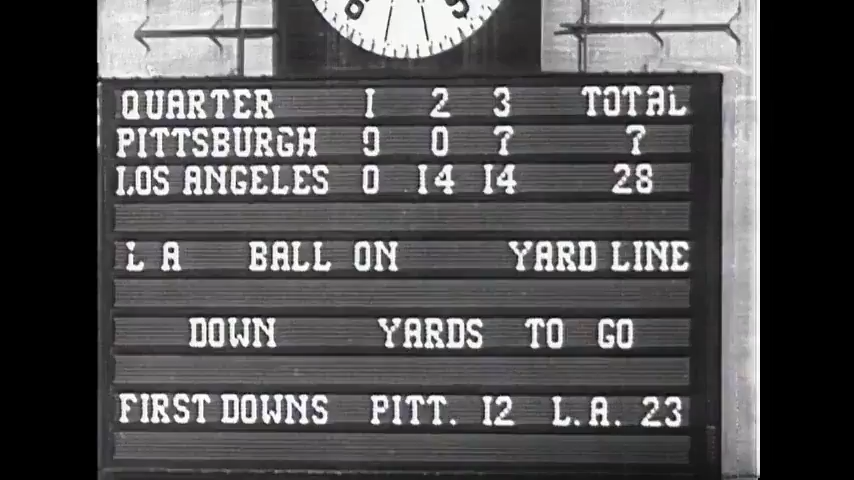 QUARTER 1 2 3 TOTAL
PITTSBURGH 0 0 7 7
LOS ANGELES 0 14 14 28
L A BALL ON YARD LINE
DOWN YARDS TO GO
FIRST DOWNS PITT. 12 L.A. 23